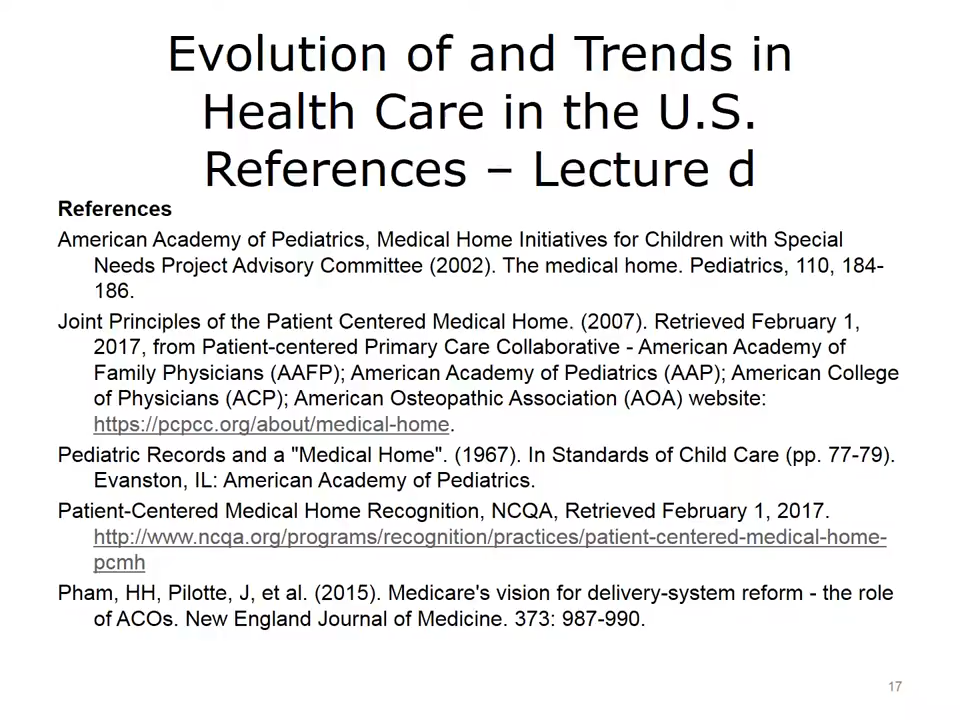 Evolution of and Trends in
Health Care in the U.S.
References – Lecture d
References
American Academy of Pediatrics, Medical Home Initiatives for Children with Special
Needs Project Advisory Committee (2002). The medical home. Pediatrics, 110, 184-
186.
Joint Principles of the Patient Centered Medical Home. (2007). Retrieved February 1,
2017, from Patient-centered Primary Care Collaborative - American Academy of
Family Physicians (AAFP); American Academy of Pediatrics (AAP); American College
of Physicians (ACP); American Osteopathic Association (AOA) website:
https://pcpcc.org/about/medical-home.
Pediatric Records and a "Medical Home". (1967). In Standards of Child Care (pp. 77-79).
Evanston, IL: American Academy of Pediatrics.
Patient-Centered Medical Home Recognition, NCQA, Retrieved February 1, 2017.
http://www.ncqa.org/programs/recognition/practices/patient-centered-medical-home-
pcmh
Pham, HH, Pilotte, J, et al. (2015). Medicare's vision for delivery-system reform - the role
of ACOs. New England Journal of Medicine. 373: 987-990.
17